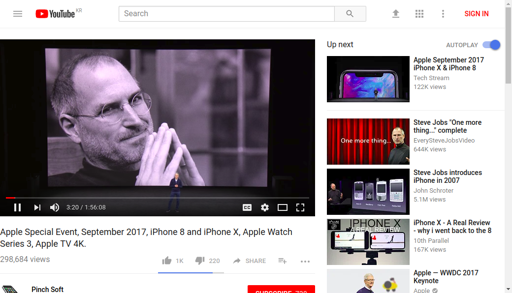 YouTube KR
Search
SIGN IN
Up next
AUTOPLAY
Apple September 2017
iPhone X & iPhone 8
Tech Stream
122K views
One more thing...
Steve Jobs "One more
thing..." complete
EverySteveJobsVideo
644K views
Steve Jobs introduces
iPhone in 2007
John Schroter
5.1M views
3:20 / 1:56:08
Apple Special Event, September 2017, iPhone 8 and iPhone X, Apple Watch
Series 3, Apple TV 4K.
298,684 views
1K
220
SHARE
iPHONE X
iPhone X - A Real Review
- why i went back to the 8
10th Parallel
167K views
Apple — WWDC 2017
Keynote
Apple
Pinch Soft
SUBSCRIBE